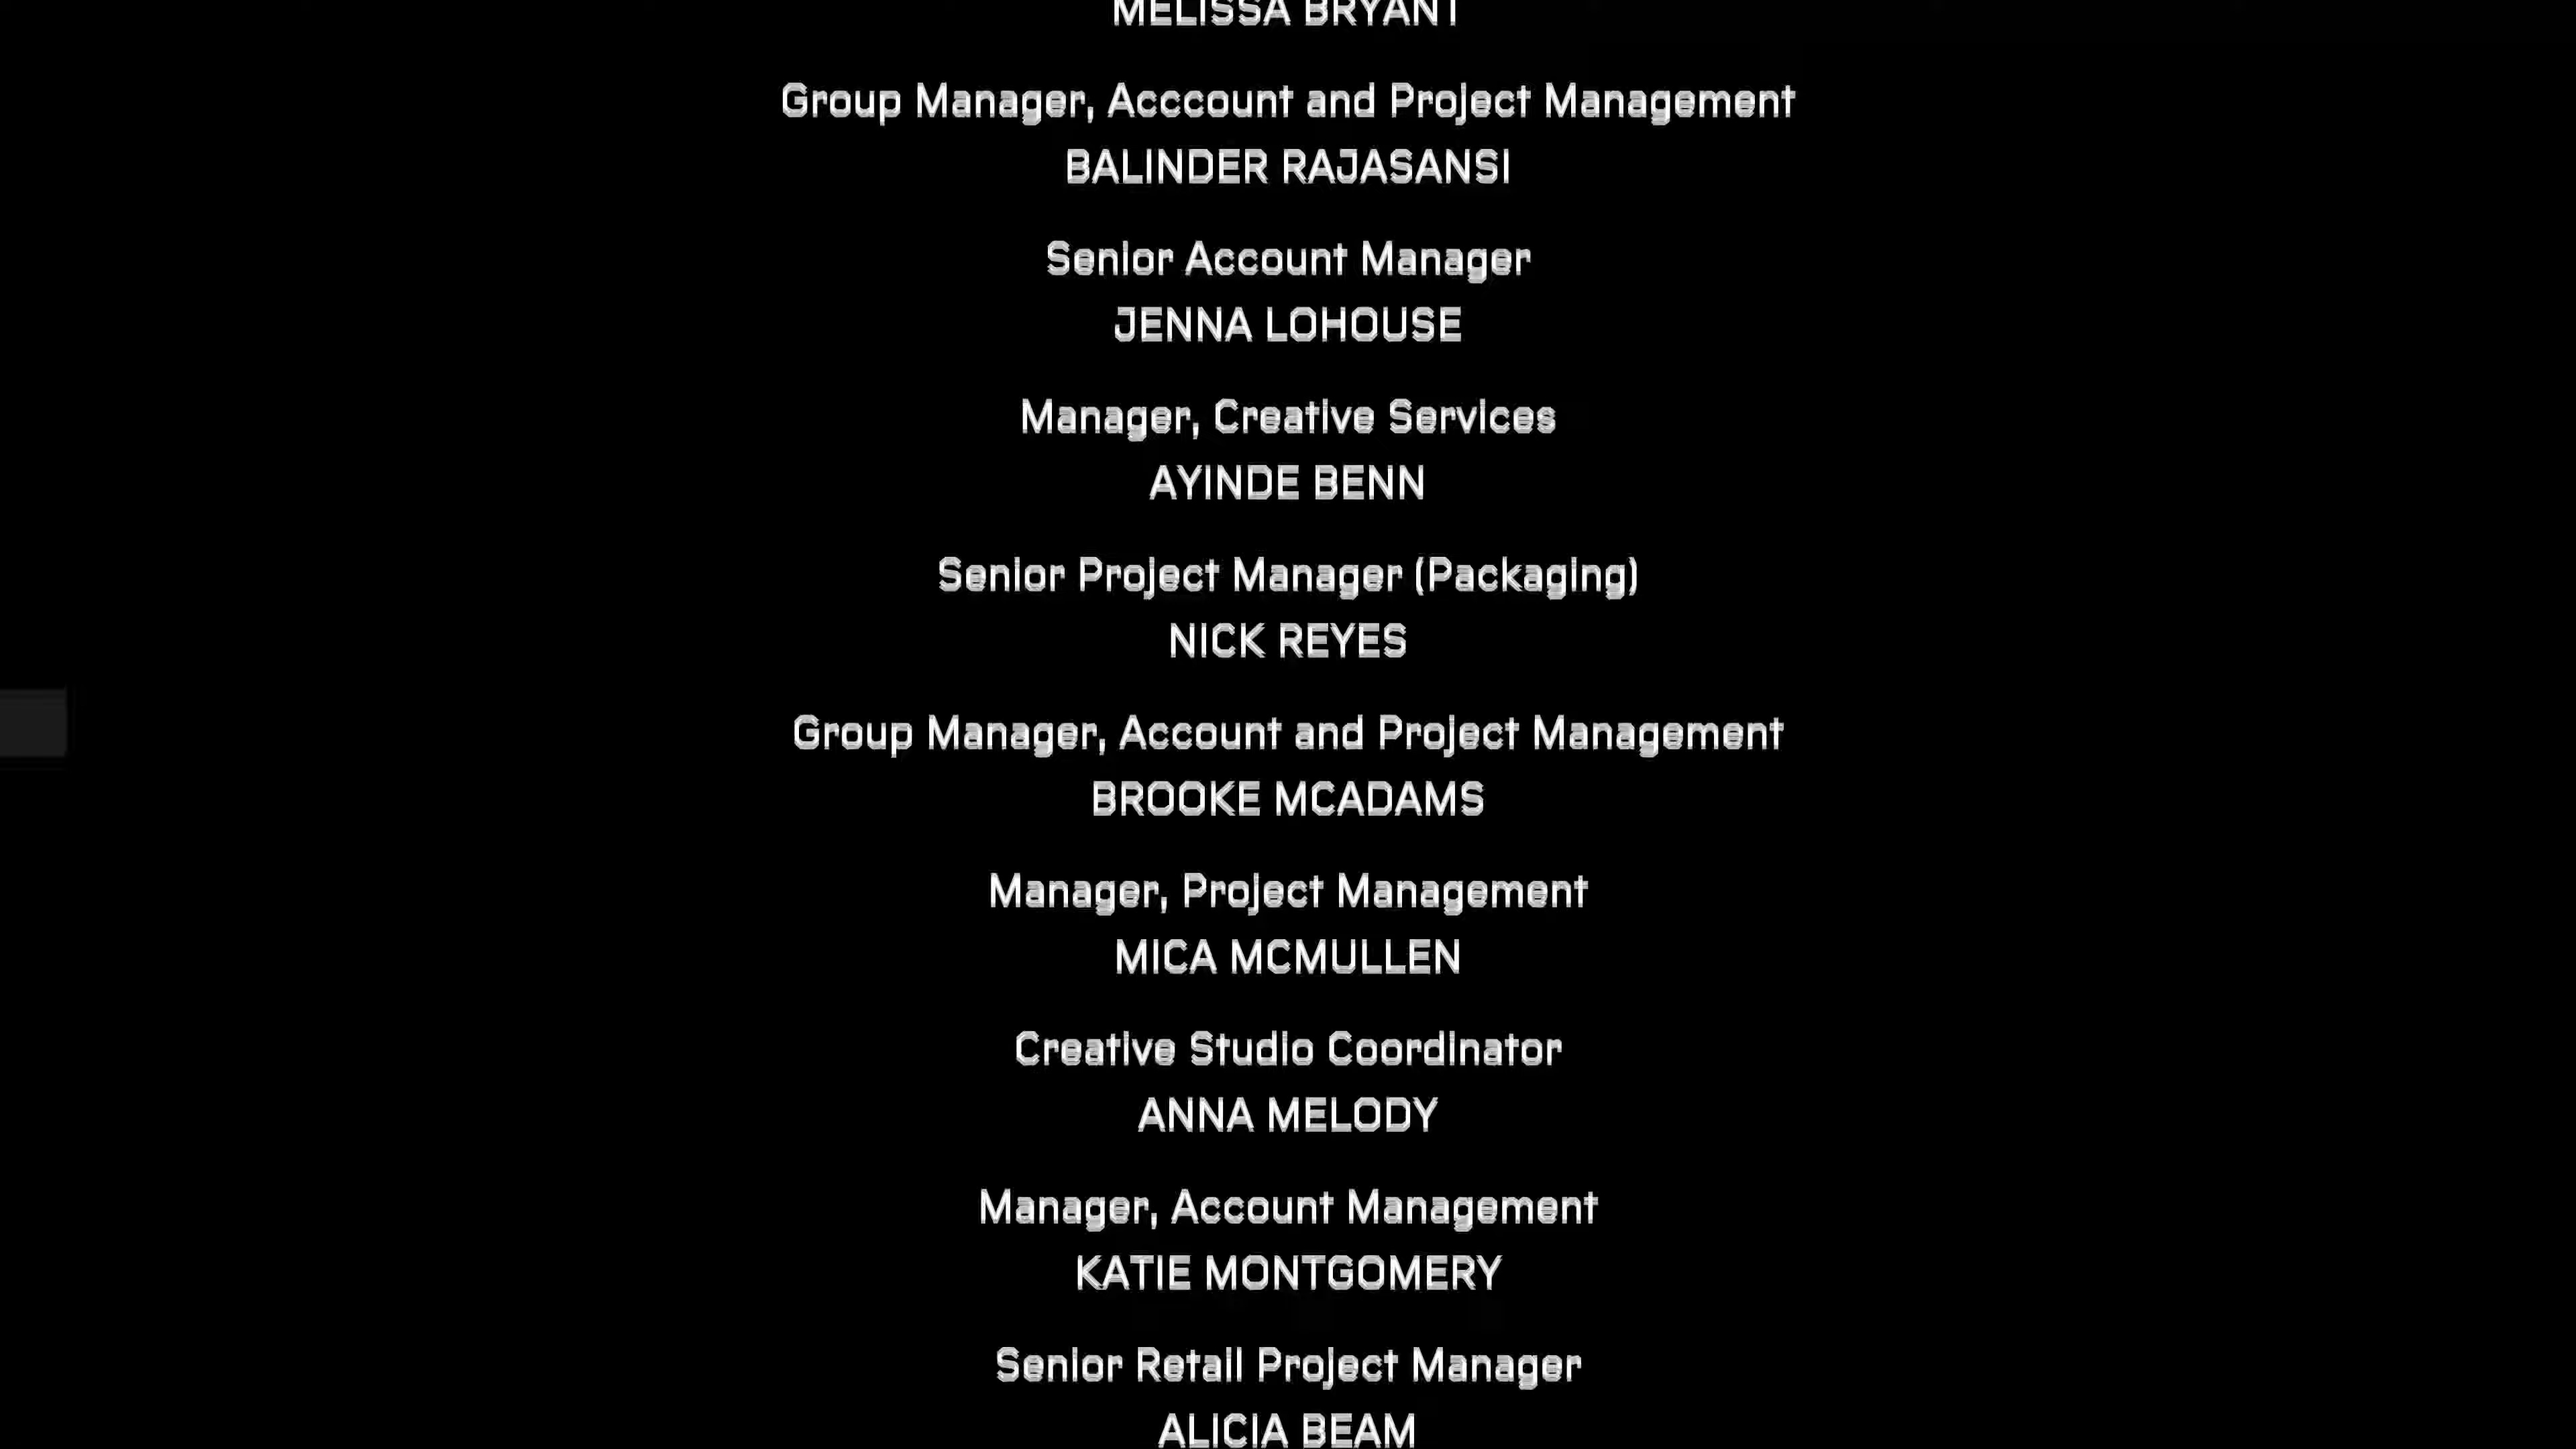 MELISSA BRYANT
Group Manager, Acccount and Project Management
BALINDER RAJASANSI
Senior Account Manager
JENNA LOHOUSE
Manager, Creative Services
AYINDE BENN
Senior Project Manager (Packaging)
NICK REYES
Group Manager, Account and Project Management
BROOKE MCADAMS
Manager, Project Management
MICA MCMULLEN
Creative Studio Coordinator
ANNA MELODY
Manager, Account Management
KATIE MONTGOMERY
Senior Retail Project Manager
ALICIA BEAM